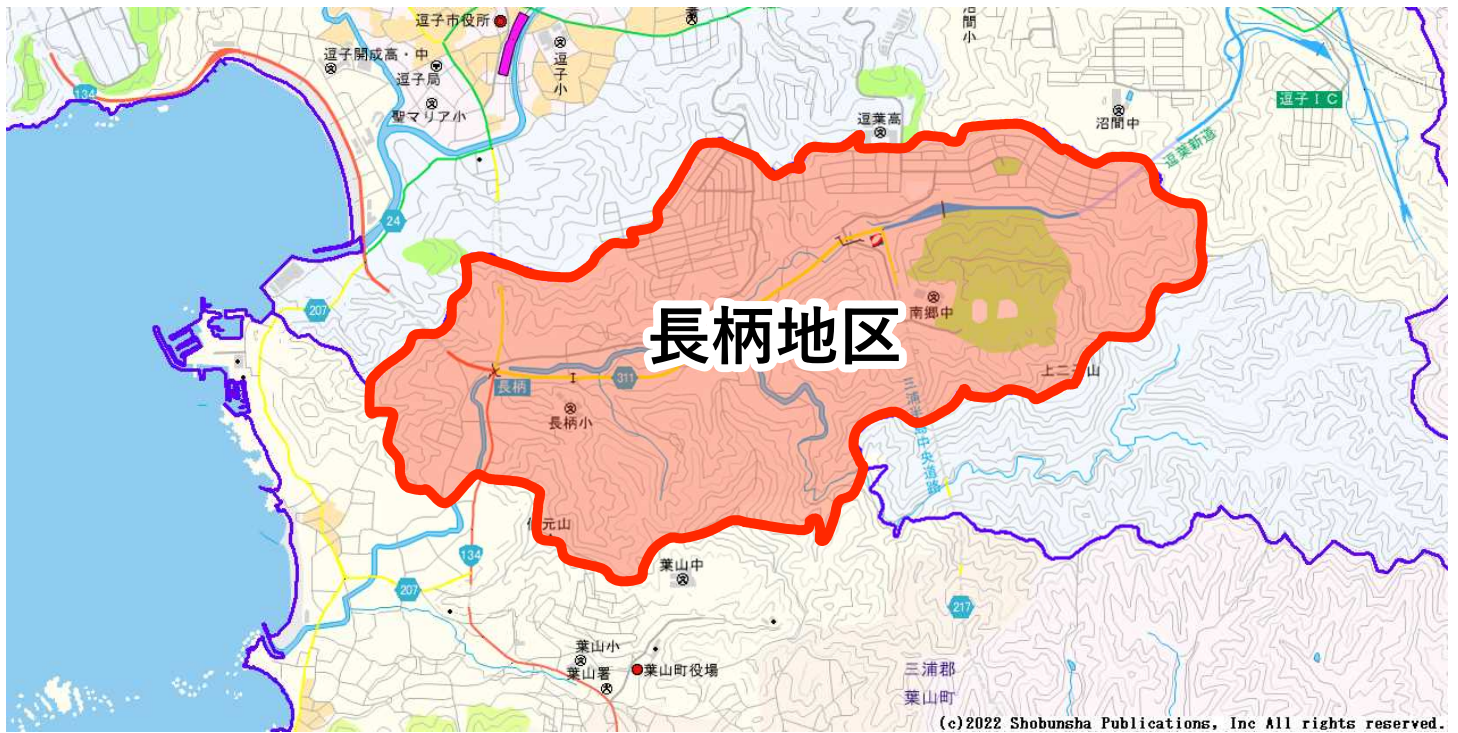 逗子市役所
沼間小
逗子開成高・中
逗子局
逗子小
134
聖マリア小
逗葉高
沼間中
逗子IC
逗葉新道
24
207
長柄地区
南郷中
311
長柄
上二子山
長柄小
三浦半島中央道路
元山
134
葉山中
207
217
葉山小
葉山署
葉山町役場
三浦郡
葉山町
(c)2022 Shobunsha Publications, Inc All rights reserved.